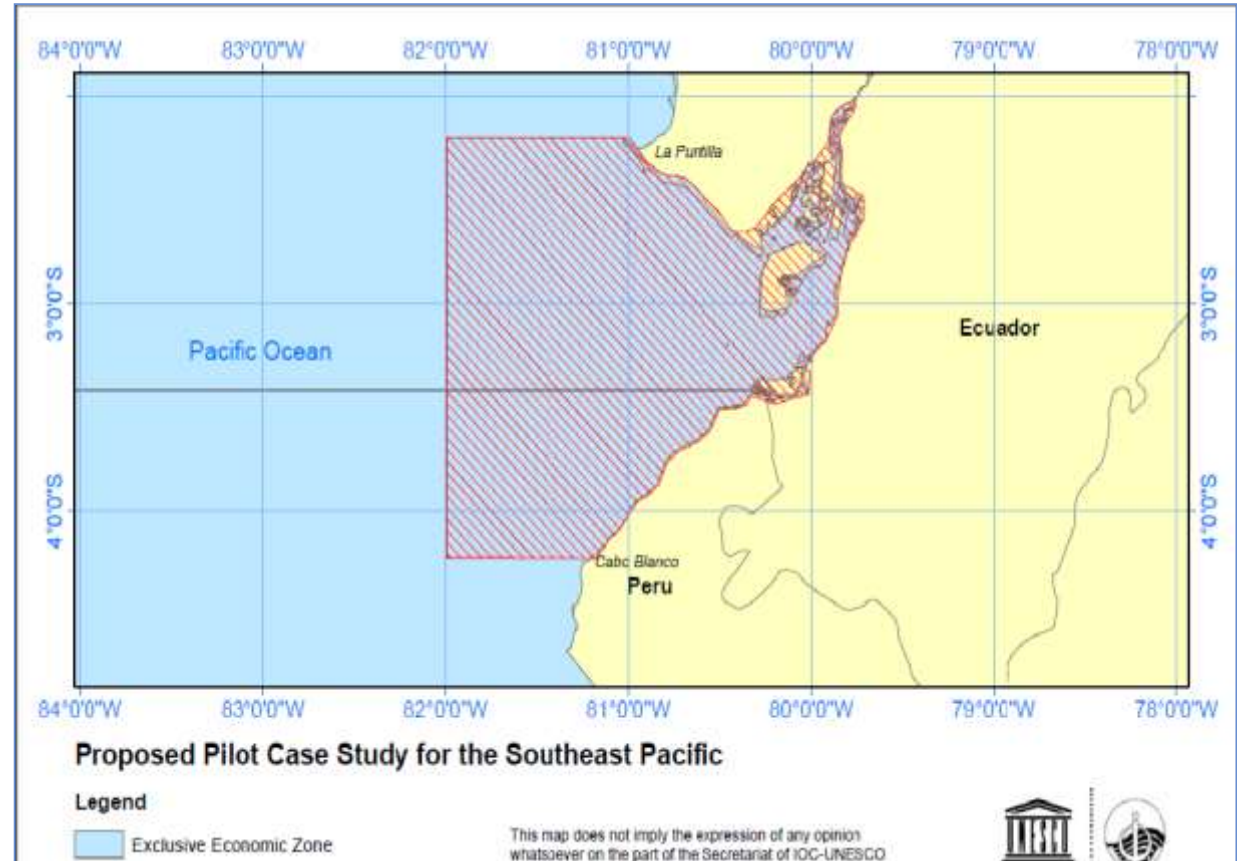 84°0'0"W 83°0'0"W 82°0'0"W 81°0'0"W 80°0'0"W 79°0'0"W 78°0'0"W
La Puntilla
3°0'0"S 3°0'0"S
Ecuador
Pacific Ocean
4°0'0"S 4°0'0"S
Cabo Blanco
Peru
84°0'0"W 83°0'0"W 82°0'0"W 81°0'0"W 80°0'0"W 79°0'0"W 78°0'0"W
Proposed Pilot Case Study for the Southeast Pacific
Legend
Exclusive Economic Zone
This map does not imply the expression of any opinion
whatsoever on the part of the Secretariat of IOC-UNESCO
UNESCO